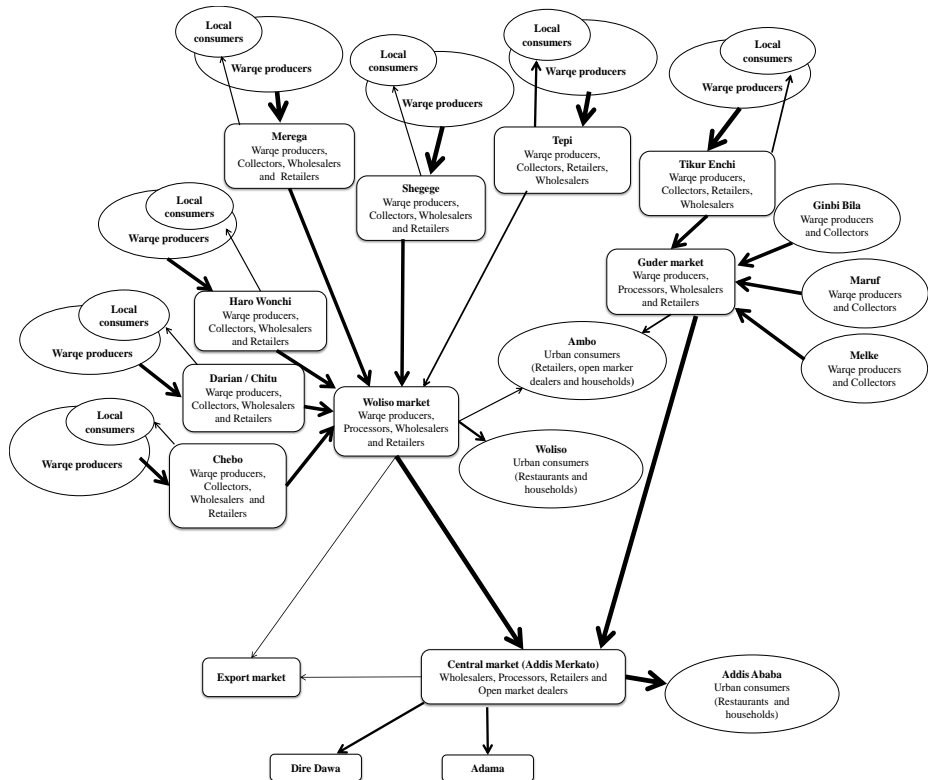 Local
consumers
Warqe producers
Local
consumers
Warqe producers
Local
consumers
Warqe producers
Local
consumers
Warqe producers
Merega
Warqe producers,
Collectors, Wholesalers
and Retailers
Shegege
Warqe producers,
Collectors, Wholesalers
and Retailers
Tepi
Warqe producers,
Collectors, Retailers,
Wholesalers
Tikur Enchi
Warqe producers,
Collectors, Retailers,
Wholesalers
Local
consumers
Warqe producers
Ginbi Bila
Warqe producers
and Collectors
Guder market
Warqe producers,
Processors, Wholesalers
and Retailers
Maruf
Warqe producers
and Collectors
Melke
Warqe producers
and Collectors
Haro Wonchi
Warqe producers,
Collectors, Wholesalers
and Retailers
Local
consumers
Warqe producers
Darian / Chitu
Warqe producers,
Collectors, Wholesalers
and Retailers
Ambo
Urban consumers
(Retailers, open marker
dealers and households)
Woliso market
Warqe producers,
Processors, Wholesalers
and Retailers
Local
consumers
Warqe producers
Chebo
Warqe producers,
Collectors,
Wholesalers and
Retailers
Woliso
Urban consumers
(Restaurants and
households)
Export market
Central market (Addis Merkato)
Wholesalers, Processors, Retailers and
Open market dealers
Addis Ababa
Urban consumers
(Restaurants and
households)
Dire Dawa
Adama